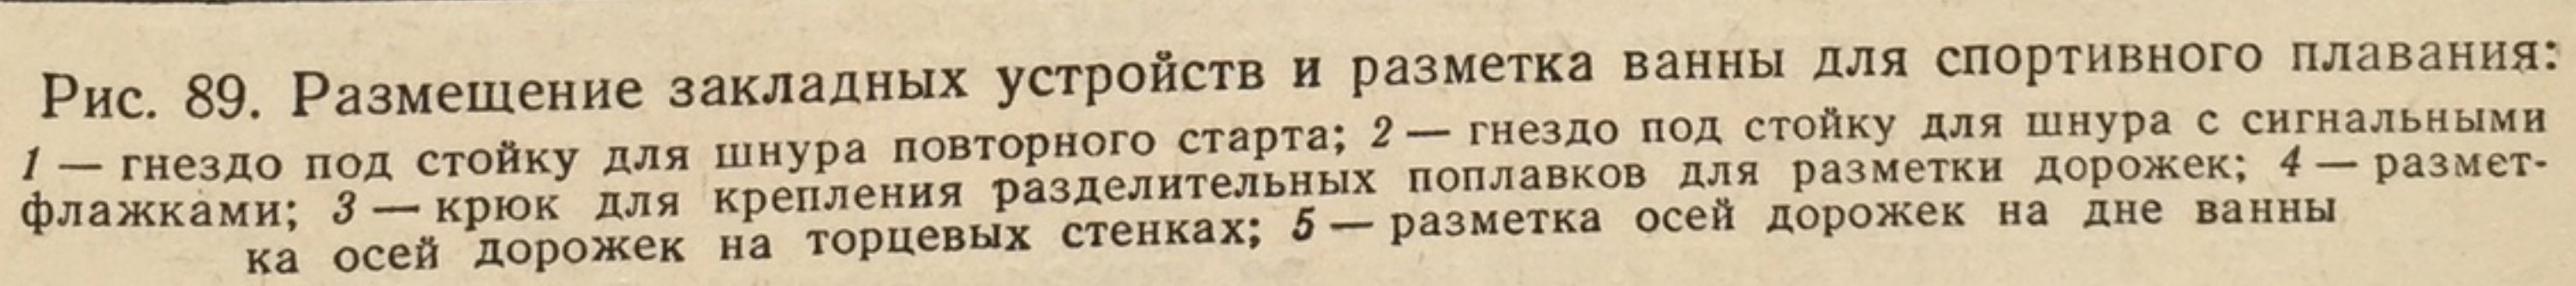 Рис. 89. Размещение закладных устройств и разметка ванны для спортивного плавания:
1 — гнездо под стойку для шнура повторного старта; 2 — гнездо под стойку для шнура с сигнальными
флажками; 3 — крюк для крепления разделительных поплавков для разметки дорожек; 4 — размет-
ка осей дорожек на торцевых стенках; 5 — разметка осей дорожек на дне ванны